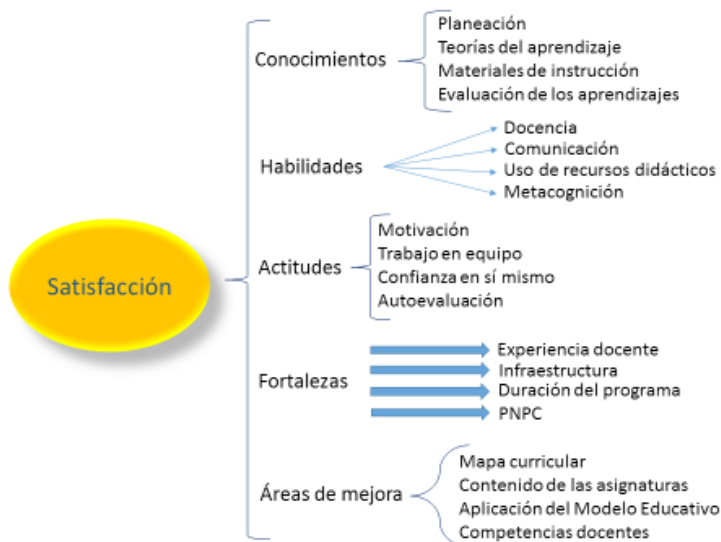 Satisfacción
Conocimientos
Planeación
Teorías del aprendizaje
Materiales de instrucción
Evaluación de los aprendizajes
Habilidades
Docencia
Comunicación
Uso de recursos didácticos
Metacognición
Actitudes
Motivación
Trabajo en equipo
Confianza en sí mismo
Autoevaluación
Fortalezas
Experiencia docente
Infraestructura
Duración del programa
PNPC
Áreas de mejora
Mapa curricular
Contenido de las asignaturas
Aplicación del Modelo Educativo
Competencias docentes